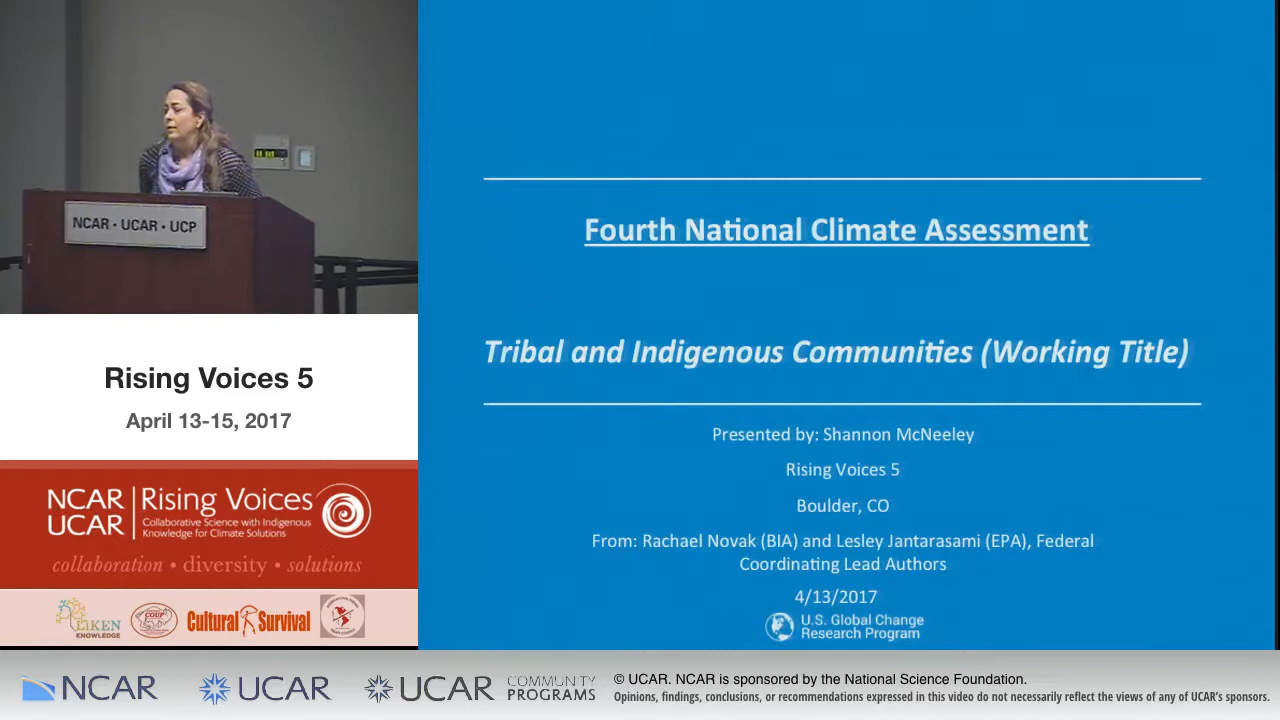 NCAR • UCAR • UCP
Rising Voices 5
April 13-15, 2017
NCAR
UCAR
Rising Voices
Collaborative Science with Indigenous
Knowledge for Climate Solutions
collaboration • diversity • solutions
LIKEN
KNOWLEDGE
COUP
Cultural Survival
Fourth National Climate Assessment
Tribal and Indigenous Communities (Working Title)
Presented by: Shannon McNeeley
Rising Voices 5
Boulder, CO
From: Rachael Novak (BIA) and Lesley Jantarasami (EPA), Federal
Coordinating Lead Authors
4/13/2017
U.S. Global Change
Research Program
NCAR
UCAR
UCAR
COMMUNITY
PROGRAMS
© UCAR. NCAR is sponsored by the National Science Foundation.
Opinions, findings, conclusions, or recommendations expressed in this video do not necessarily reflect the views of any of UCAR's sponsors.